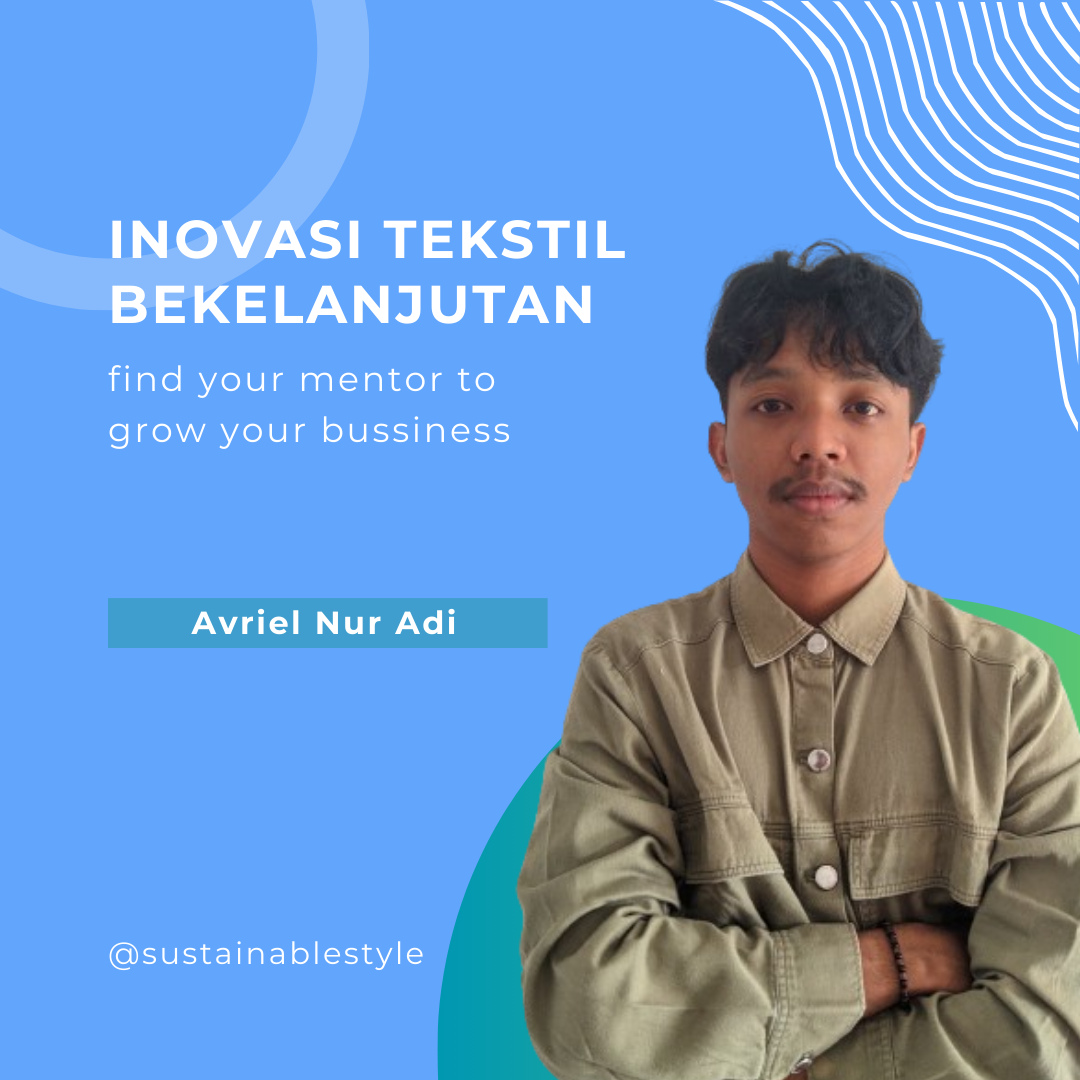 INOVASI TEKSTIL
BEKELANJUTAN
find your mentor to
grow your bussiness
Avriel Nur Adi
@sustainablestyle